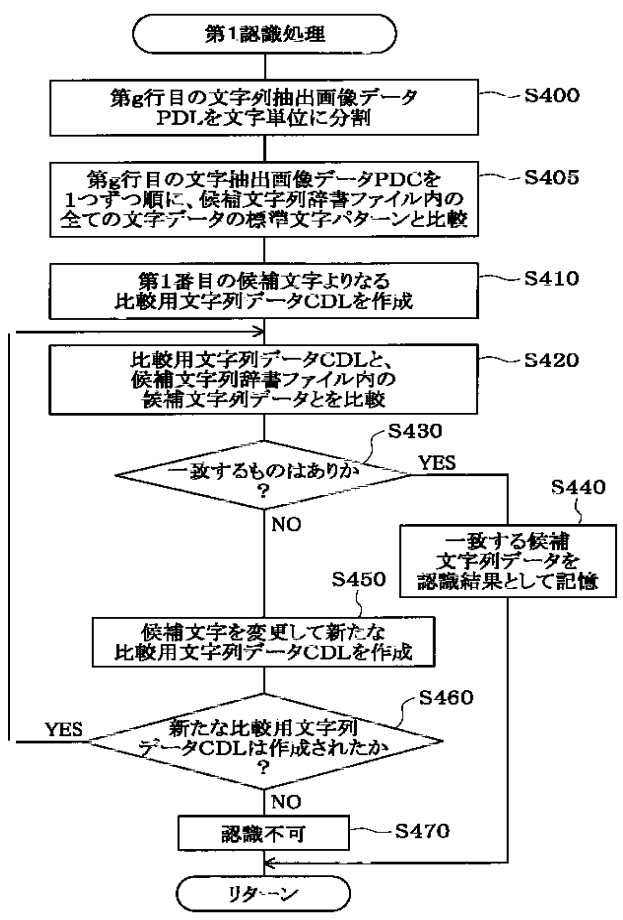 第1認識処理
第g行目の文字列抽出画像データ
PDLを文字単位に分割
S400
第g行目の文字抽出画像データPDCを
1つずつ順に、候補文字列辞書ファイル内の
全ての文字データの標準文字パターンと比較
S405
第1番目の候補文字よりなる
比較用文字列データCDLを作成
S410
比較用文字列データCDLと、
候補文字列辞書ファイル内の
候補文字列データとを比較
S420
S430
一致するものはありか
?
YES
NO
S440
一致する候補
文字列データを
認識結果として記憶
S450
候補文字を変更して新たな
比較用文字列データCDLを作成
S460
YES
新たな比較用文字列
データCDLは作成されたか
?
NO
認識不可
S470
リターン